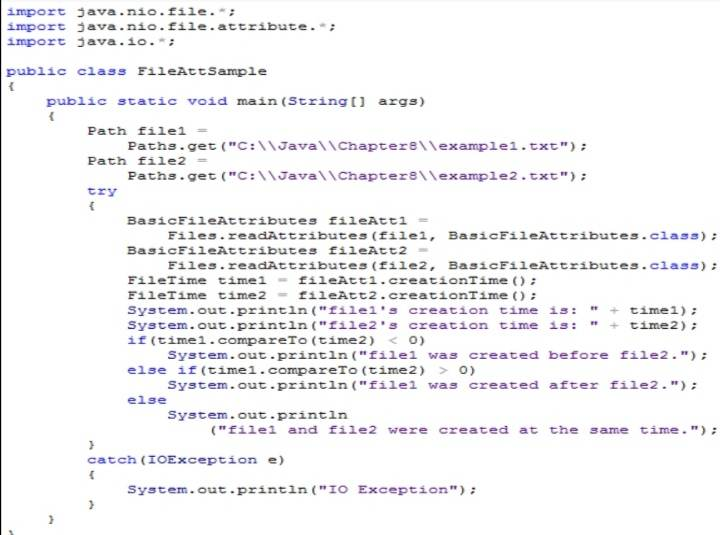 import java.nio.file.*;
import java.nio.file.attribute.*;
import java.io.*;
public class FileAttSample
{
public static void main(String[] args)
{
Path file1 =
Paths.get("C:\\Java\\Chapter8\\example1.txt");
Path file2 =
Paths.get("C:\\Java\\Chapter8\\example2.txt");
try
{
BasicFileAttributes fileAtt1 =
Files.readAttributes(file1, BasicFileAttributes.class);
BasicFileAttributes fileAtt2 =
Files.readAttributes(file2, BasicFileAttributes.class);
FileTime time1 = fileAtt1.creationTime();
FileTime time2 = fileAtt2.creationTime();
System.out.println("file1's creation time is: " + time1);
System.out.println("file2's creation time is: " + time2);
if(time1.compareTo(time2) < 0)
System.out.println("file1 was created before file2.");
else if(time1.compareTo(time2) > 0)
System.out.println("file1 was created after file2.");
else
System.out.println
("file1 and file2 were created at the same time.");
}
catch(IOException e)
{
System.out.println("IO Exception");
}
}
}